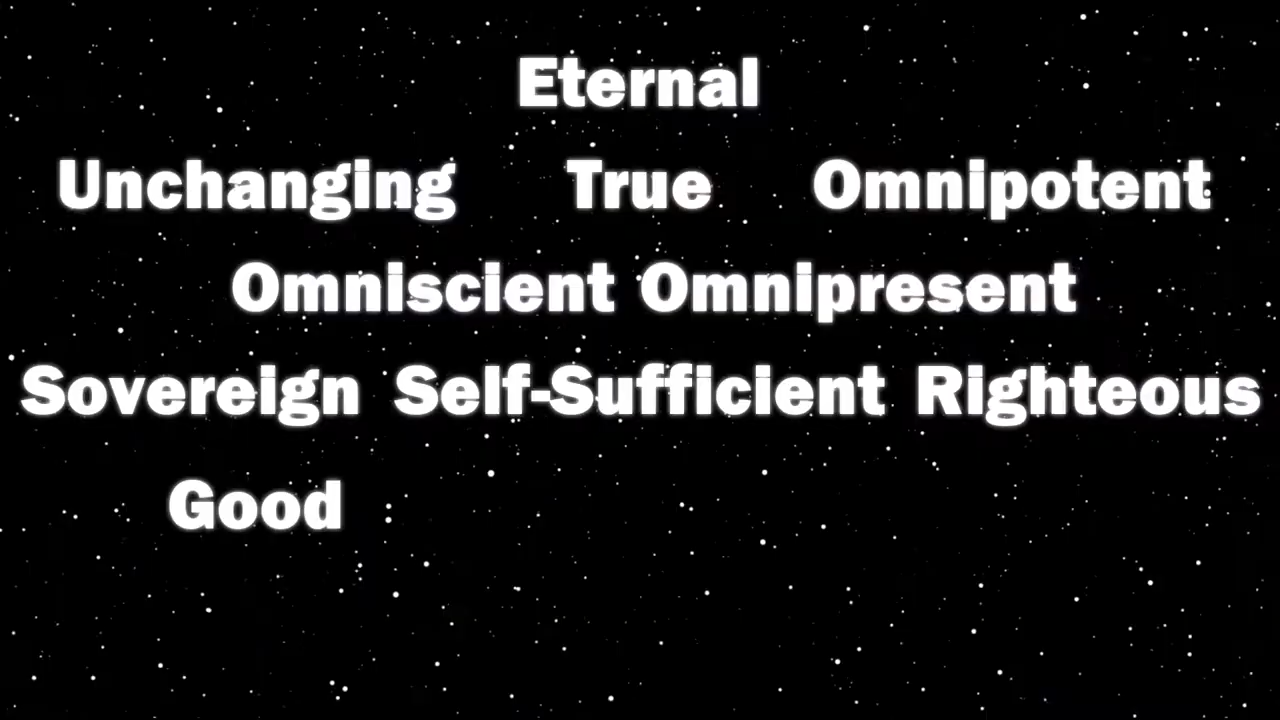 Eternal
Unchanging True Omnipotent
Omniscient Omnipresent
Sovereign Self-Sufficient Righteous
Good